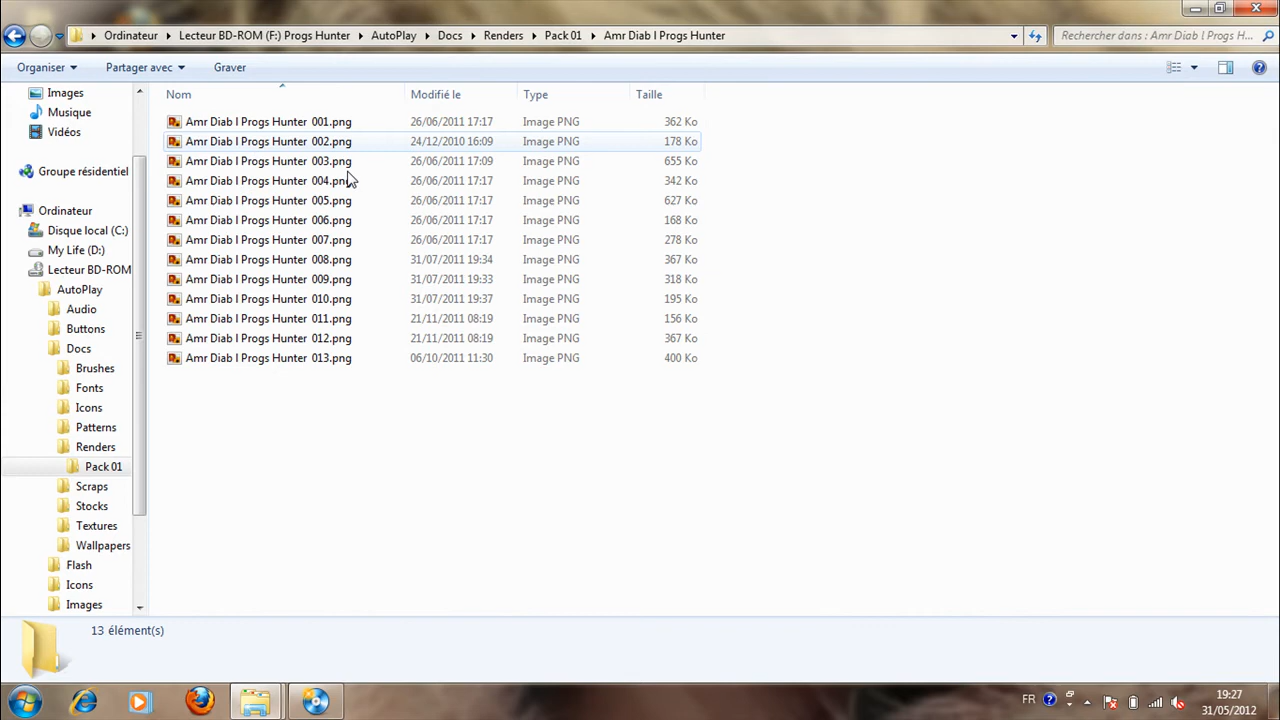 Ordinateur Lecteur BD-ROM (F:) Progs Hunter AutoPlay Docs Renders Pack 01 Amr Diab l Progs Hunter Rechercher dans : Amr Diab l Progs H...
Organiser Partager avec Graver
Nom Modifié le Type Taille
Amr Diab l Progs Hunter 001.png 26/06/2011 17:17 Image PNG 362 Ko
Amr Diab l Progs Hunter 002.png 24/12/2010 16:09 Image PNG 178 Ko
Amr Diab l Progs Hunter 003.png 26/06/2011 17:09 Image PNG 655 Ko
Amr Diab l Progs Hunter 004.png 26/06/2011 17:17 Image PNG 342 Ko
Amr Diab l Progs Hunter 005.png 26/06/2011 17:17 Image PNG 627 Ko
Amr Diab l Progs Hunter 006.png 26/06/2011 17:17 Image PNG 168 Ko
Amr Diab l Progs Hunter 007.png 26/06/2011 17:17 Image PNG 278 Ko
Amr Diab l Progs Hunter 008.png 31/07/2011 19:34 Image PNG 367 Ko
Amr Diab l Progs Hunter 009.png 31/07/2011 19:33 Image PNG 318 Ko
Amr Diab l Progs Hunter 010.png 31/07/2011 19:37 Image PNG 195 Ko
Amr Diab l Progs Hunter 011.png 21/11/2011 08:19 Image PNG 156 Ko
Amr Diab l Progs Hunter 012.png 21/11/2011 08:19 Image PNG 367 Ko
Amr Diab l Progs Hunter 013.png 06/10/2011 11:30 Image PNG 400 Ko
Images
Musique
Vidéos
Groupe résidentiel
Ordinateur
Disque local (C:)
My Life (D:)
Lecteur BD-ROM
AutoPlay
Audio
Buttons
Docs
Brushes
Fonts
Icons
Patterns
Renders
Pack 01
Scraps
Stocks
Textures
Wallpapers
Flash
Icons
Images
13 élément(s)
FR
19:27
31/05/2012